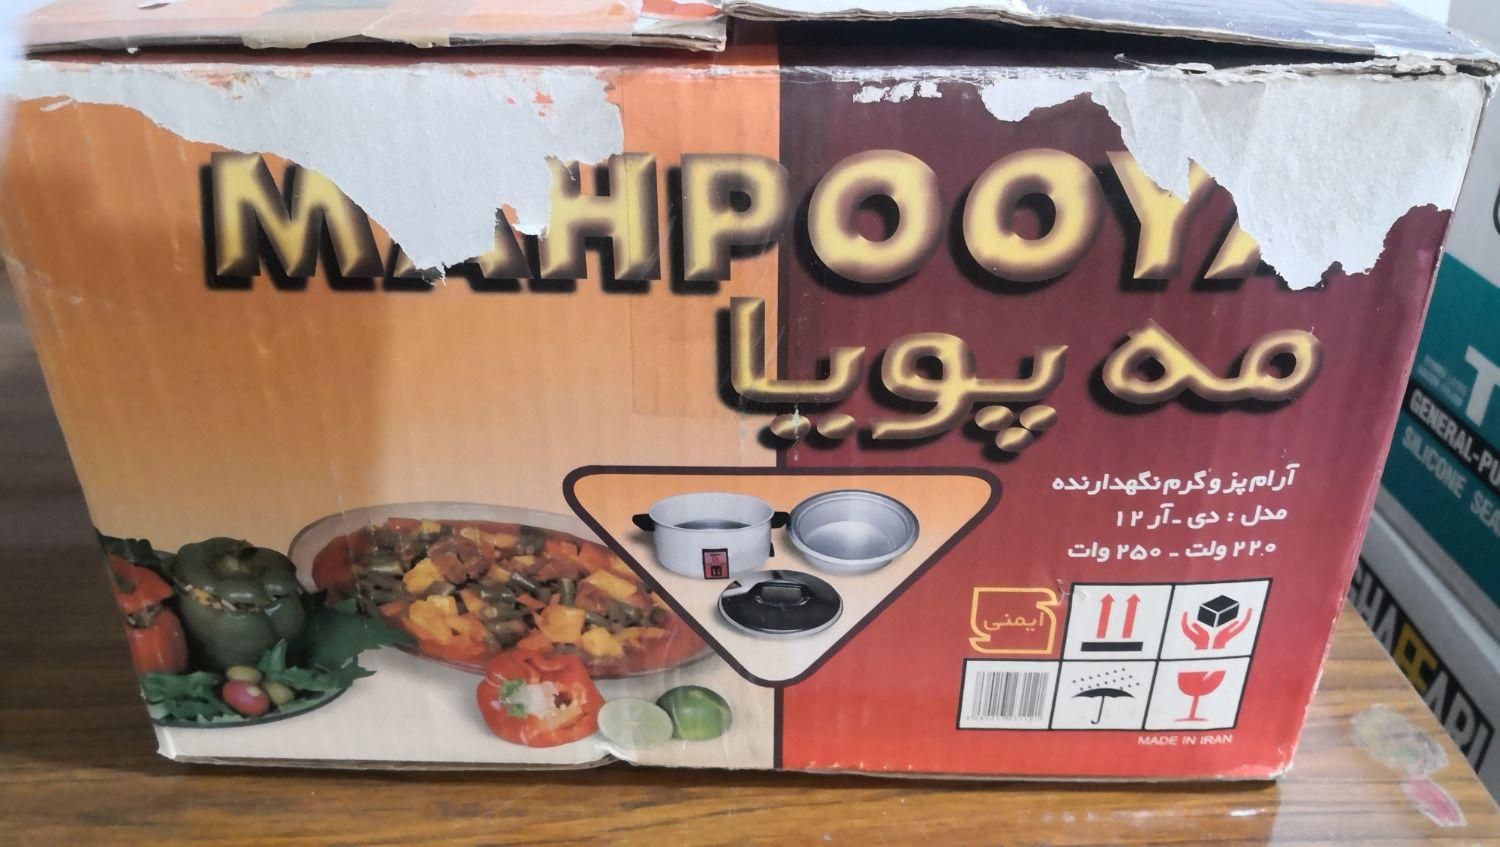 MAHPOOYA
مه پویا
آرام پز و گرم نگهدارنده
مدل : دی - آر ۱۲
۲۲۰ ولت - ۲۵۰ وات
ایمنی
MADE IN IRAN
GENERAL-PU
SILICONE SEA